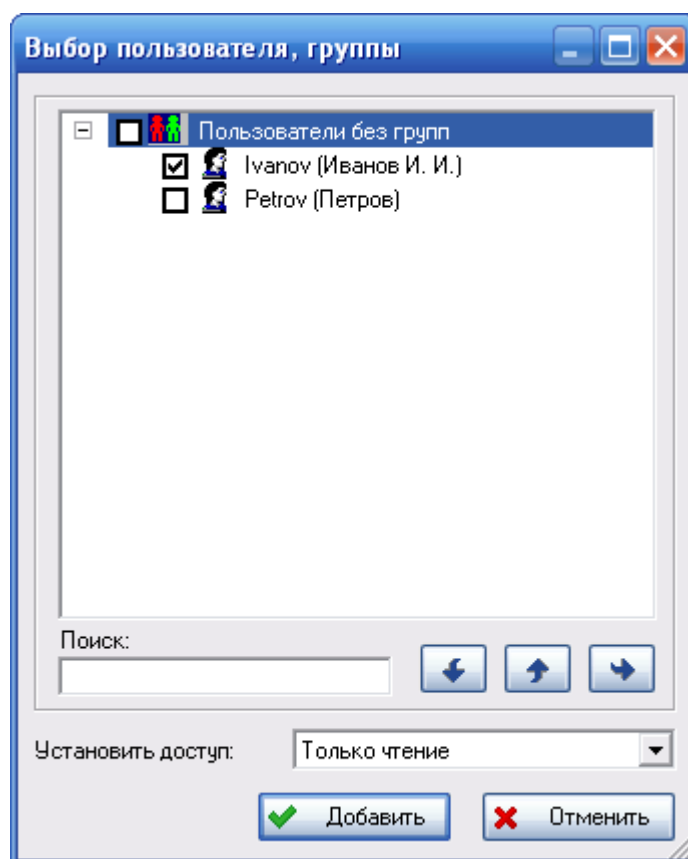 Выбор пользователя, группы
Пользователи без групп
Ivanov (Иванов И. И.)
Petrov (Петров)
Поиск:
Установить доступ: Только чтение
Добавить Отменить